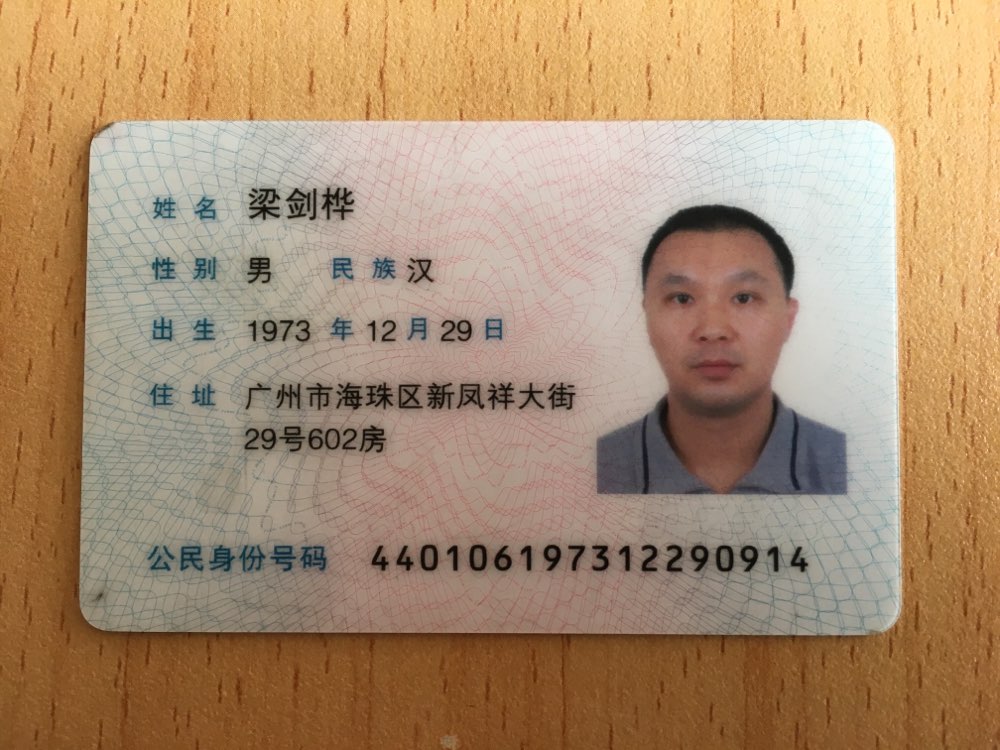 姓名 梁剑桦
性别 男 民族 汉
出生 1973 年 12 月 29 日
住址 广州市海珠区新凤祥大街
29号602房
公民身份号码 440106197312290914